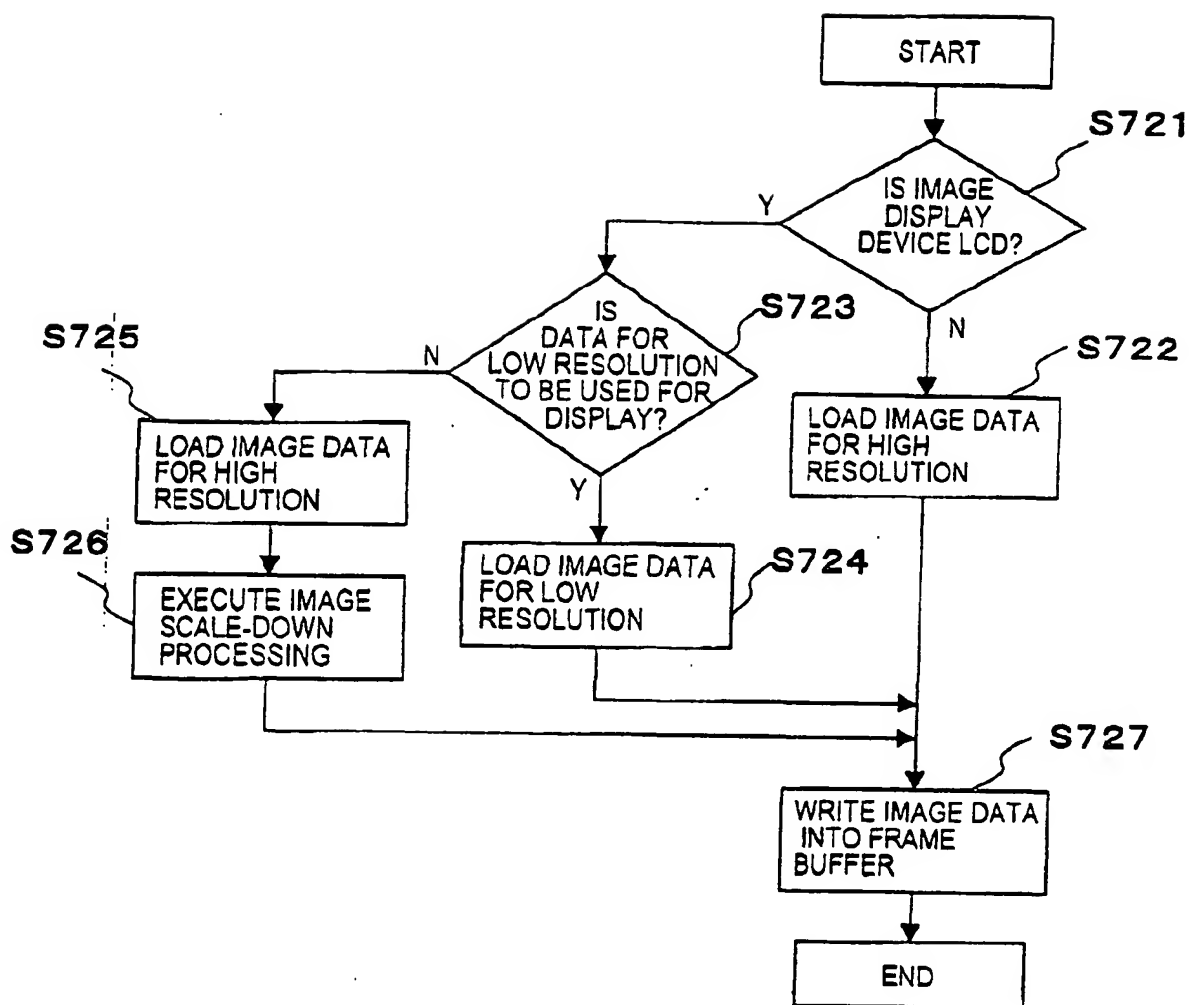 START
S721
IS IMAGE
DISPLAY
DEVICE LCD?
Y
N
S723
IS
DATA FOR
LOW RESOLUTION
TO BE USED FOR
DISPLAY?
N
Y
S722
LOAD IMAGE DATA
FOR HIGH
RESOLUTION
S725
LOAD IMAGE DATA
FOR HIGH
RESOLUTION
S724
LOAD IMAGE DATA
FOR LOW
RESOLUTION
S726
EXECUTE IMAGE
SCALE-DOWN
PROCESSING
S727
WRITE IMAGE DATA
INTO FRAME
BUFFER
END